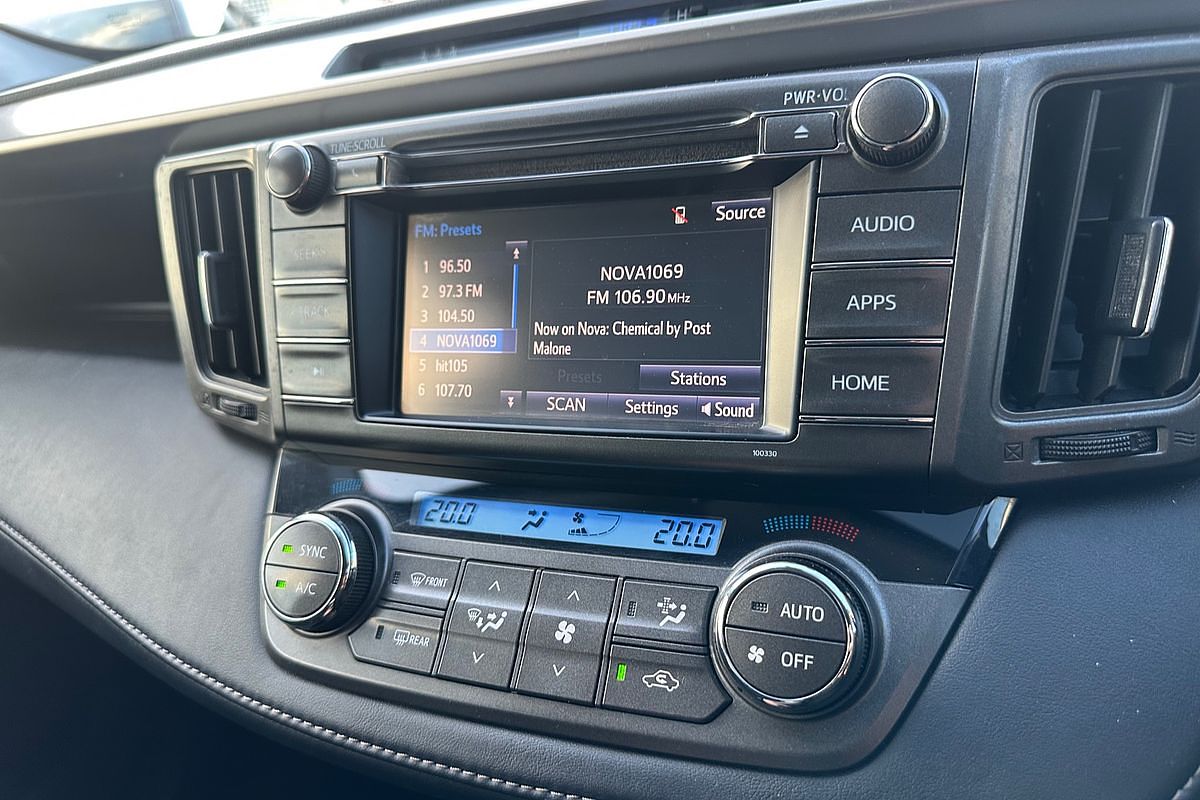 PWR·VOL
TUNE·SCROLL
SEEK
TRACK
FM: Presets
Source
1 96.50
2 97.3 FM
3 104.50
4 NOVA1069
5 hit105
6 107.70
NOVA1069
FM 106.90 MHz
Now on Nova: Chemical by Post
Malone
Presets
Stations
SCAN
Settings
Sound
AUDIO
APPS
HOME
100330
20.0
20.0
SYNC
A/C
FRONT
REAR
AUTO
OFF